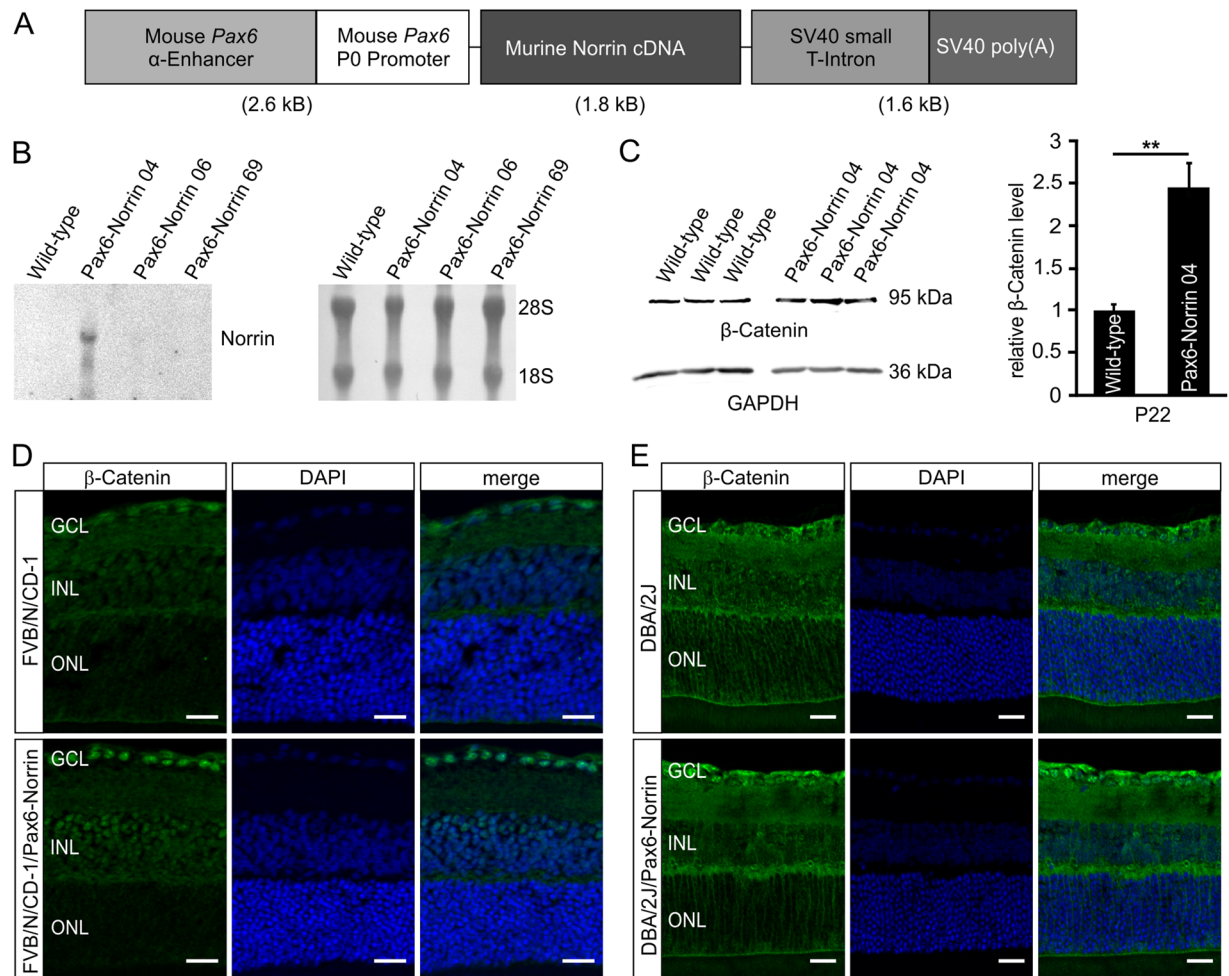 A
Mouse Pax6
α-Enhancer
Mouse Pax6
P0 Promoter
Murine Norrin cDNA
SV40 small
T-Intron
SV40 poly(A)
(2.6 kB)
(1.8 kB)
(1.6 kB)
B
Wild-type
Pax6-Norrin 04
Pax6-Norrin 06
Pax6-Norrin 69
Norrin
Wild-type
Pax6-Norrin 04
Pax6-Norrin 06
Pax6-Norrin 69
28S
18S
C
Wild-type
Wild-type
Wild-type
Pax6-Norrin 04
Pax6-Norrin 04
Pax6-Norrin 04
95 kDa
β-Catenin
36 kDa
GAPDH
relative β-Catenin level
3
2.5
2
1.5
1
0.5
0
**
Wild-type
Pax6-Norrin 04
P22
D
β-Catenin
DAPI
merge
FVB/N/CD-1
GCL
INL
ONL
FVB/N/CD-1/Pax6-Norrin
GCL
INL
ONL
E
β-Catenin
DAPI
merge
DBA/2J
GCL
INL
ONL
DBA/2J/Pax6-Norrin
GCL
INL
ONL